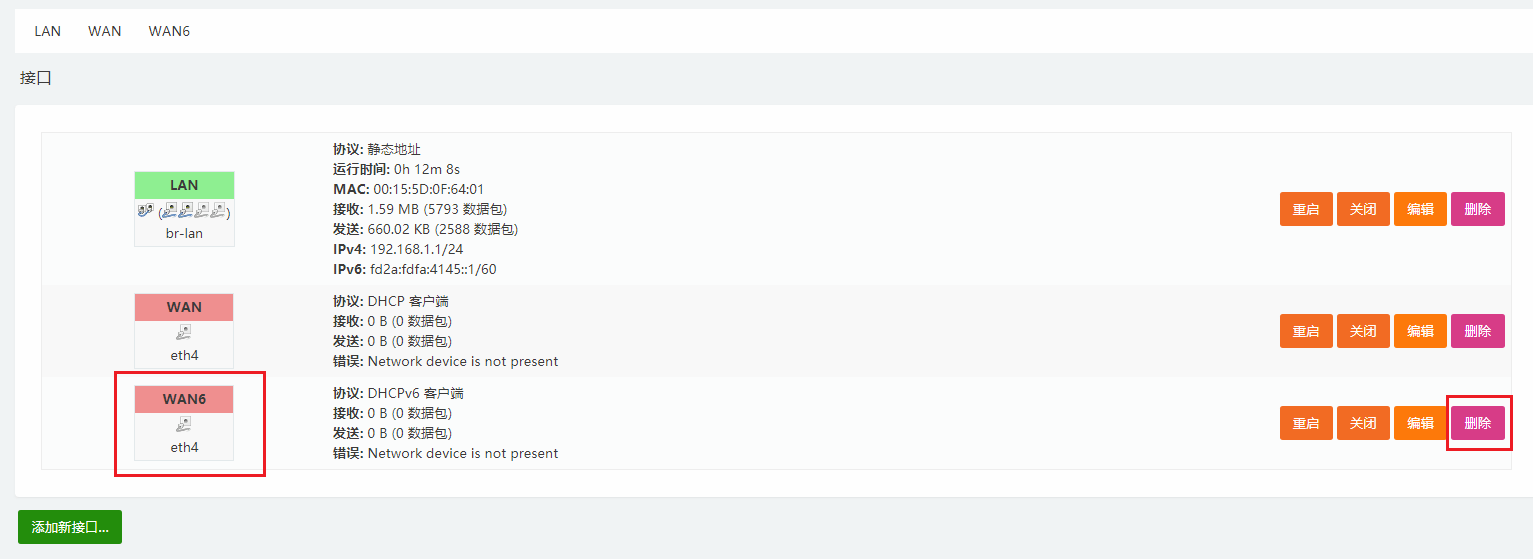 LAN WAN WAN6
接口
LAN
(    )
br-lan
协议: 静态地址
运行时间: 0h 12m 8s
MAC: 00:15:5D:0F:64:01
接收: 1.59 MB (5793 数据包)
发送: 660.02 KB (2588 数据包)
IPv4: 192.168.1.1/24
IPv6: fd2a:fdfa:4145::1/60
重启 关闭 编辑 删除
WAN
eth4
协议: DHCP 客户端
接收: 0 B (0 数据包)
发送: 0 B (0 数据包)
错误: Network device is not present
重启 关闭 编辑 删除
WAN6
eth4
协议: DHCPv6 客户端
接收: 0 B (0 数据包)
发送: 0 B (0 数据包)
错误: Network device is not present
重启 关闭 编辑 删除
添加新接口...